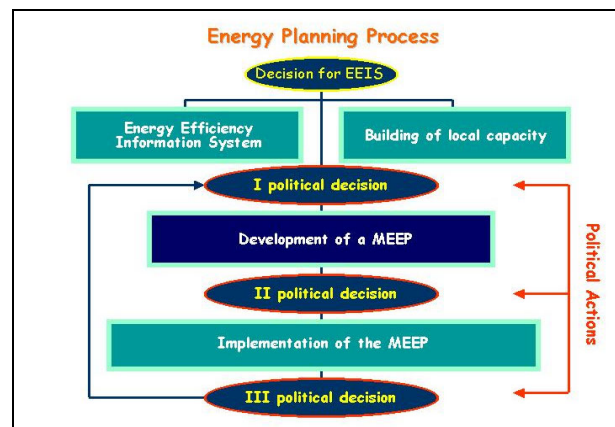 Energy Planning Process
Decision for EEIS
Energy Efficiency
Information System
Building of local capacity
I political decision
Development of a MEEP
II political decision
Implementation of the MEEP
III political decision
Political Actions